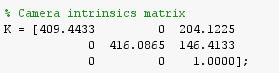 % Camera intrinsics matrix
K = [409.4433 0 204.1225
0 416.0865 146.4133
0 0 1.0000];